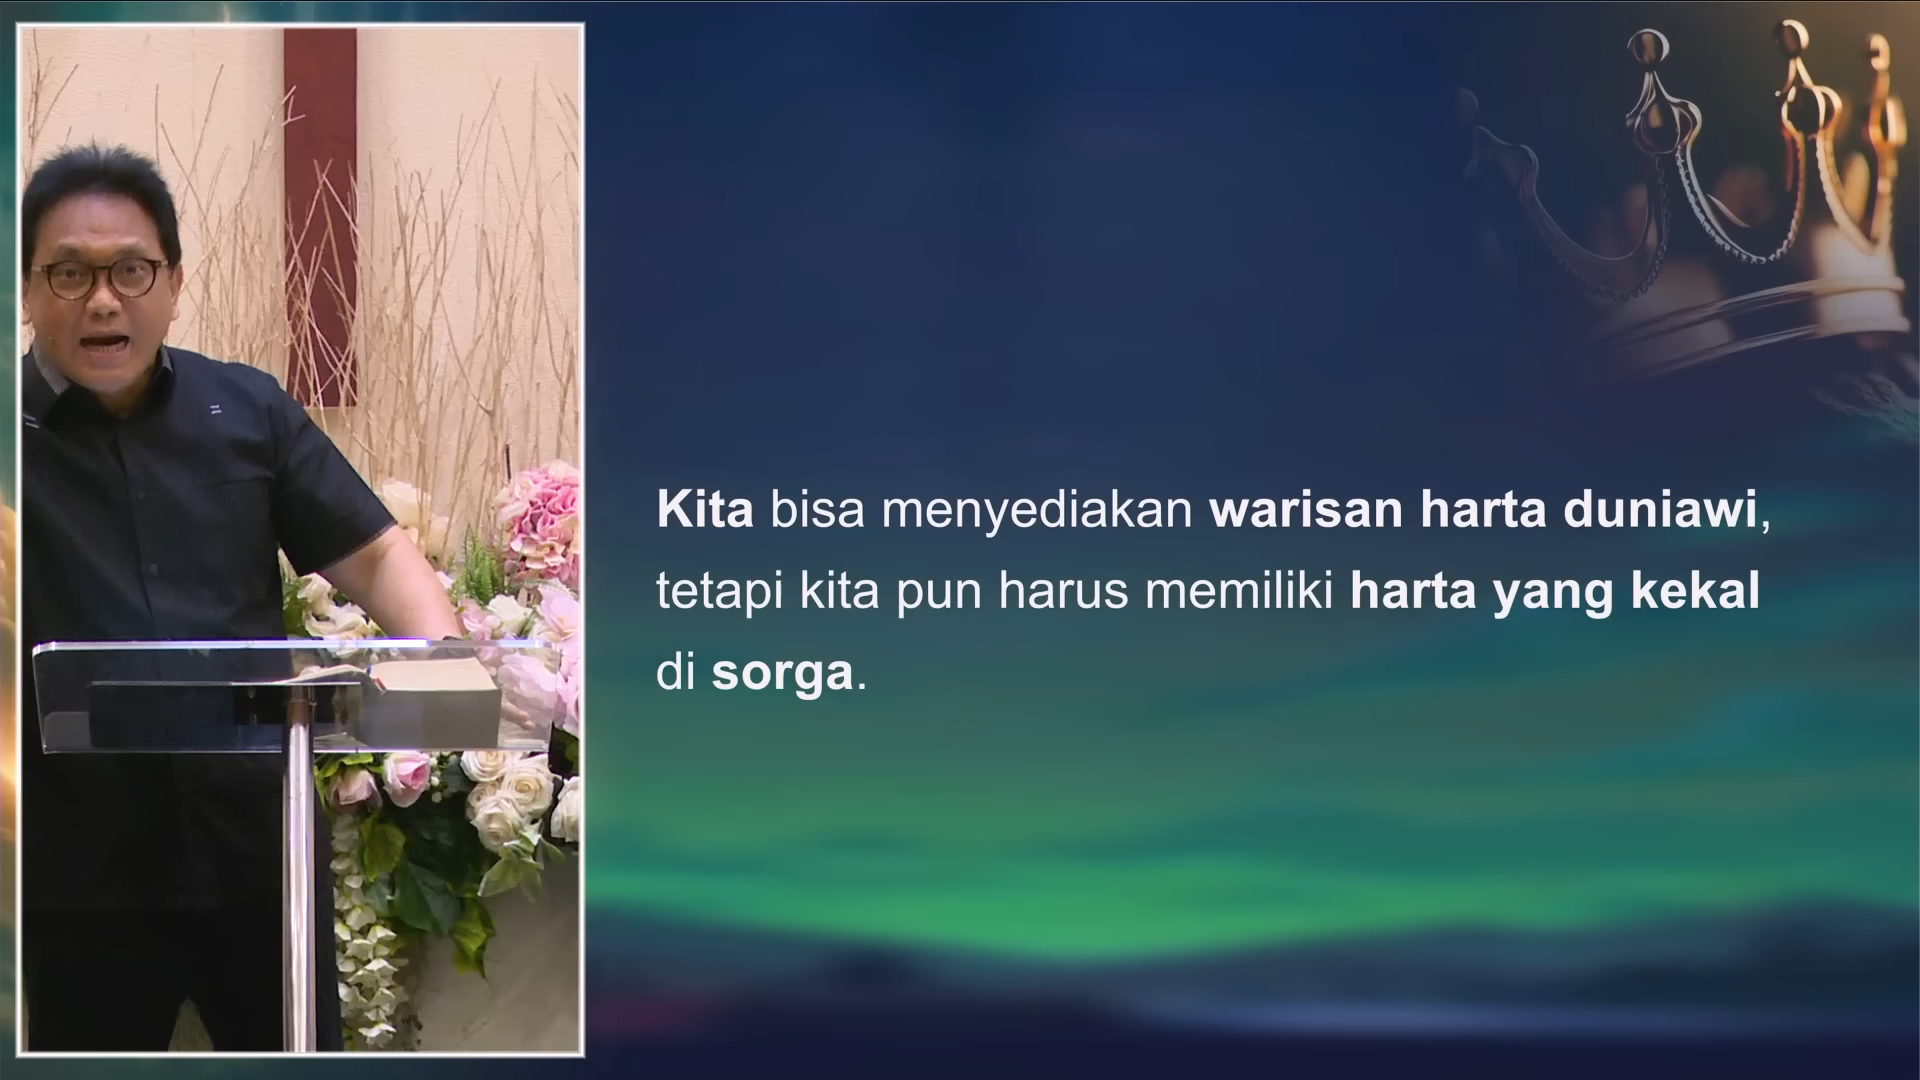 Kita bisa menyediakan warisan harta duniawi,
tetapi kita pun harus memiliki harta yang kekal
di sorga.